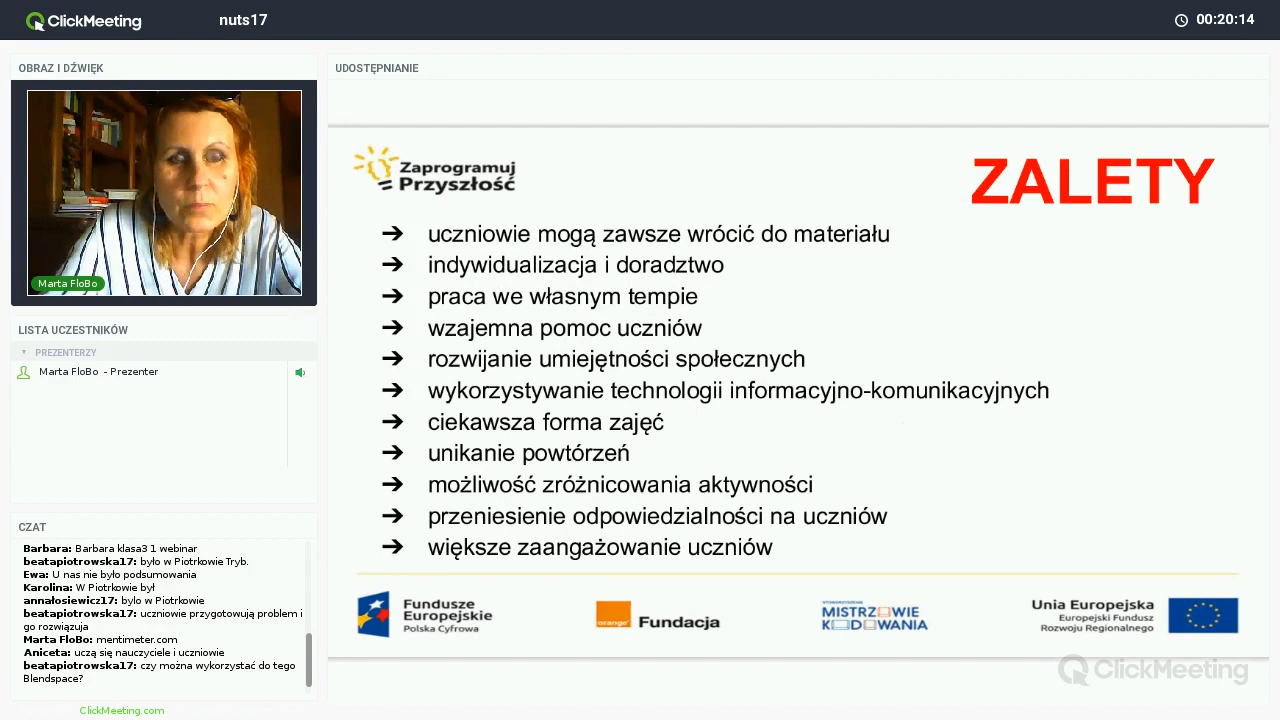 ClickMeeting
nuts17
00:20:14
OBRAZ I DŹWIĘK
Marta FloBo
LISTA UCZESTNIKÓW
PREZENTERZY
Marta FloBo - Prezenter
CZAT
Barbara: Barbara klasa3 1 webinar
beatapiotrowska17: było w Piotrkowie Tryb.
Ewa: U nas nie było podsumowania
Karolina: W Piotrkowie był
annałosiewicz17: bylo w Piotrkowie
beatapiotrowska17: uczniowie przygotowują problem i
go rozwiązują
Marta FloBo: mentimeter.com
Aniceta: uczą się nauczyciele i uczniowie
beatapiotrowska17: czy można wykorzystać do tego
Blendspace?
ClickMeeting.com
UDOSTĘPNIANIE
Zaprogramuj
Przyszłość
ZALETY
➔ uczniowie mogą zawsze wrócić do materiału
➔ indywidualizacja i doradztwo
➔ praca we własnym tempie
➔ wzajemna pomoc uczniów
➔ rozwijanie umiejętności społecznych
➔ wykorzystywanie technologii informacyjno-komunikacyjnych
➔ ciekawsza forma zajęć
➔ unikanie powtórzeń
➔ możliwość zróżnicowania aktywności
➔ przeniesienie odpowiedzialności na uczniów
➔ większe zaangażowanie uczniów
Fundusze
Europejskie
Polska Cyfrowa
orange
Fundacja
STOWARZYSZENIE
MISTRZOWIE
KODOWANIA
Unia Europejska
Europejski Fundusz
Rozwoju Regionalnego
ClickMeeting